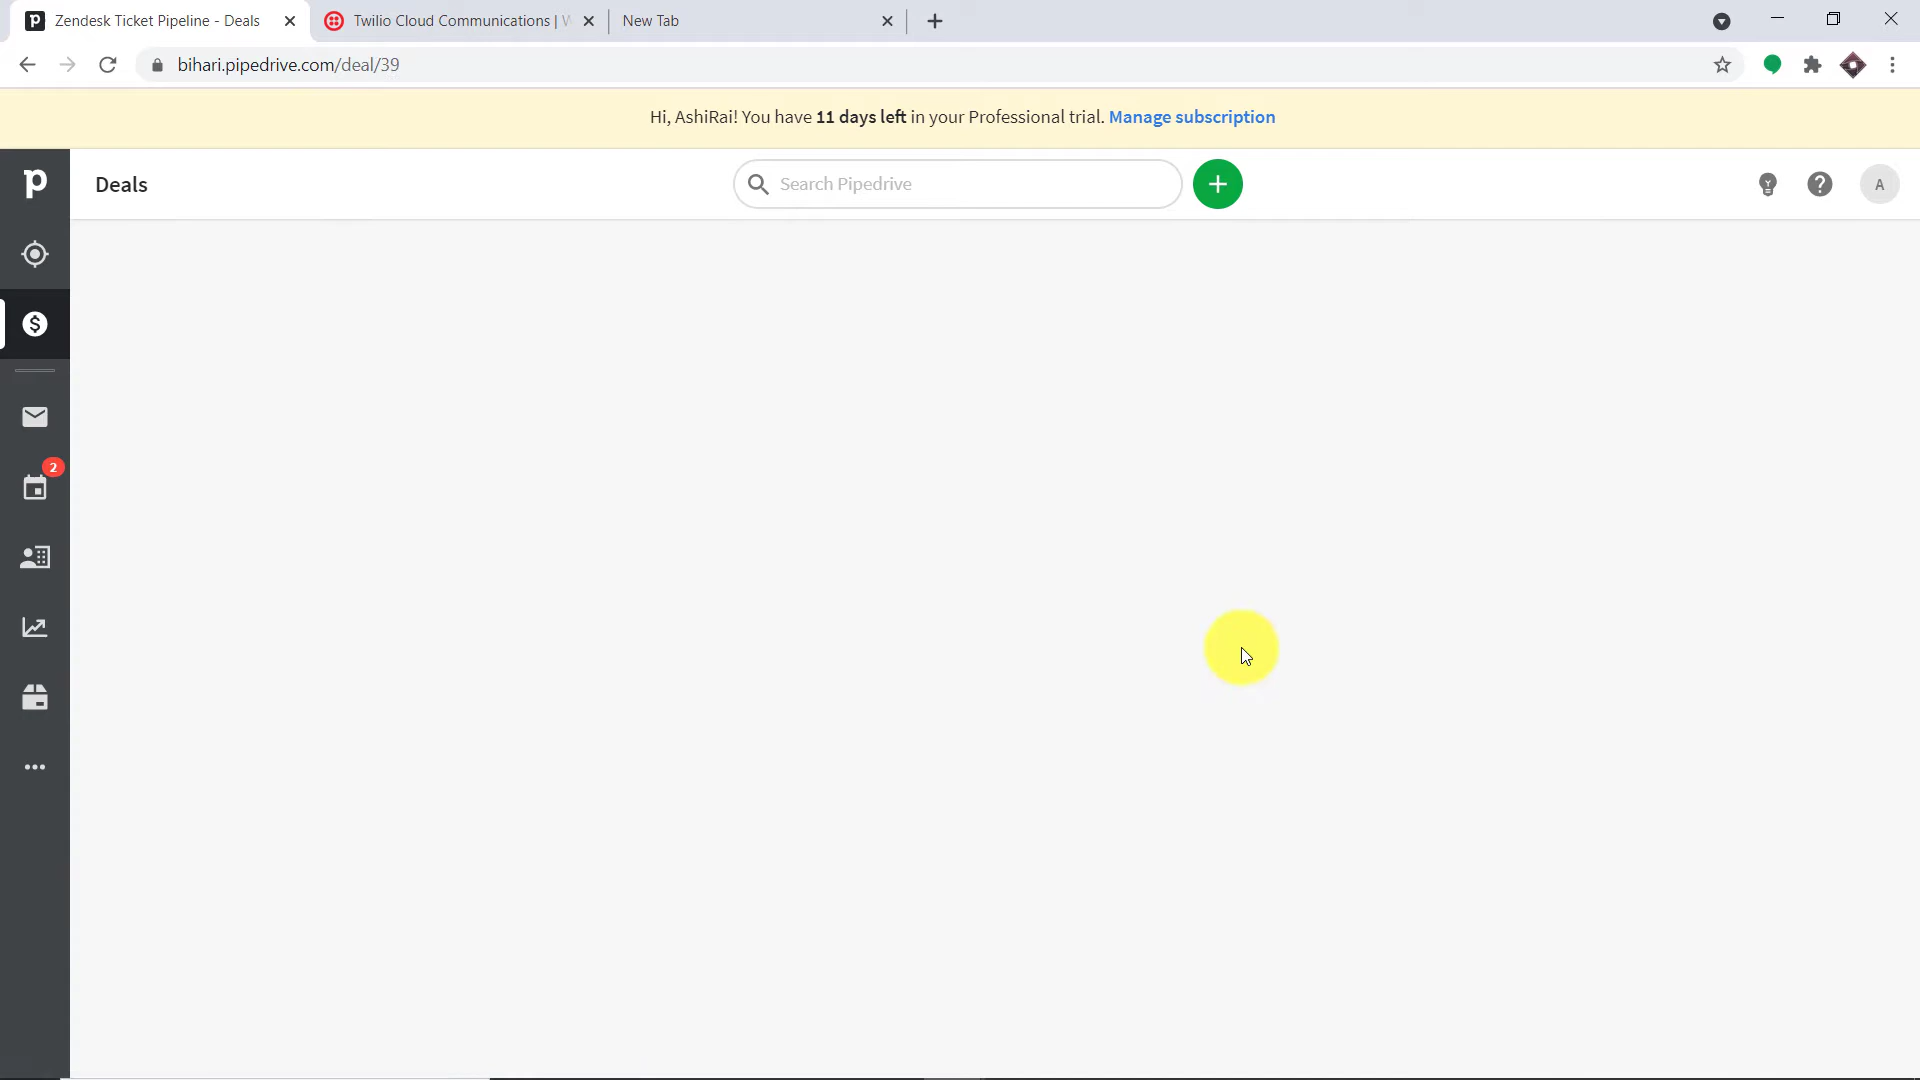 Zendesk Ticket Pipeline - Deals
Twilio Cloud Communications |
New Tab
bihari.pipedrive.com/deal/39
Hi, AshiRai! You have 11 days left in your Professional trial. Manage subscription
p
Deals
Search Pipedrive
A
2